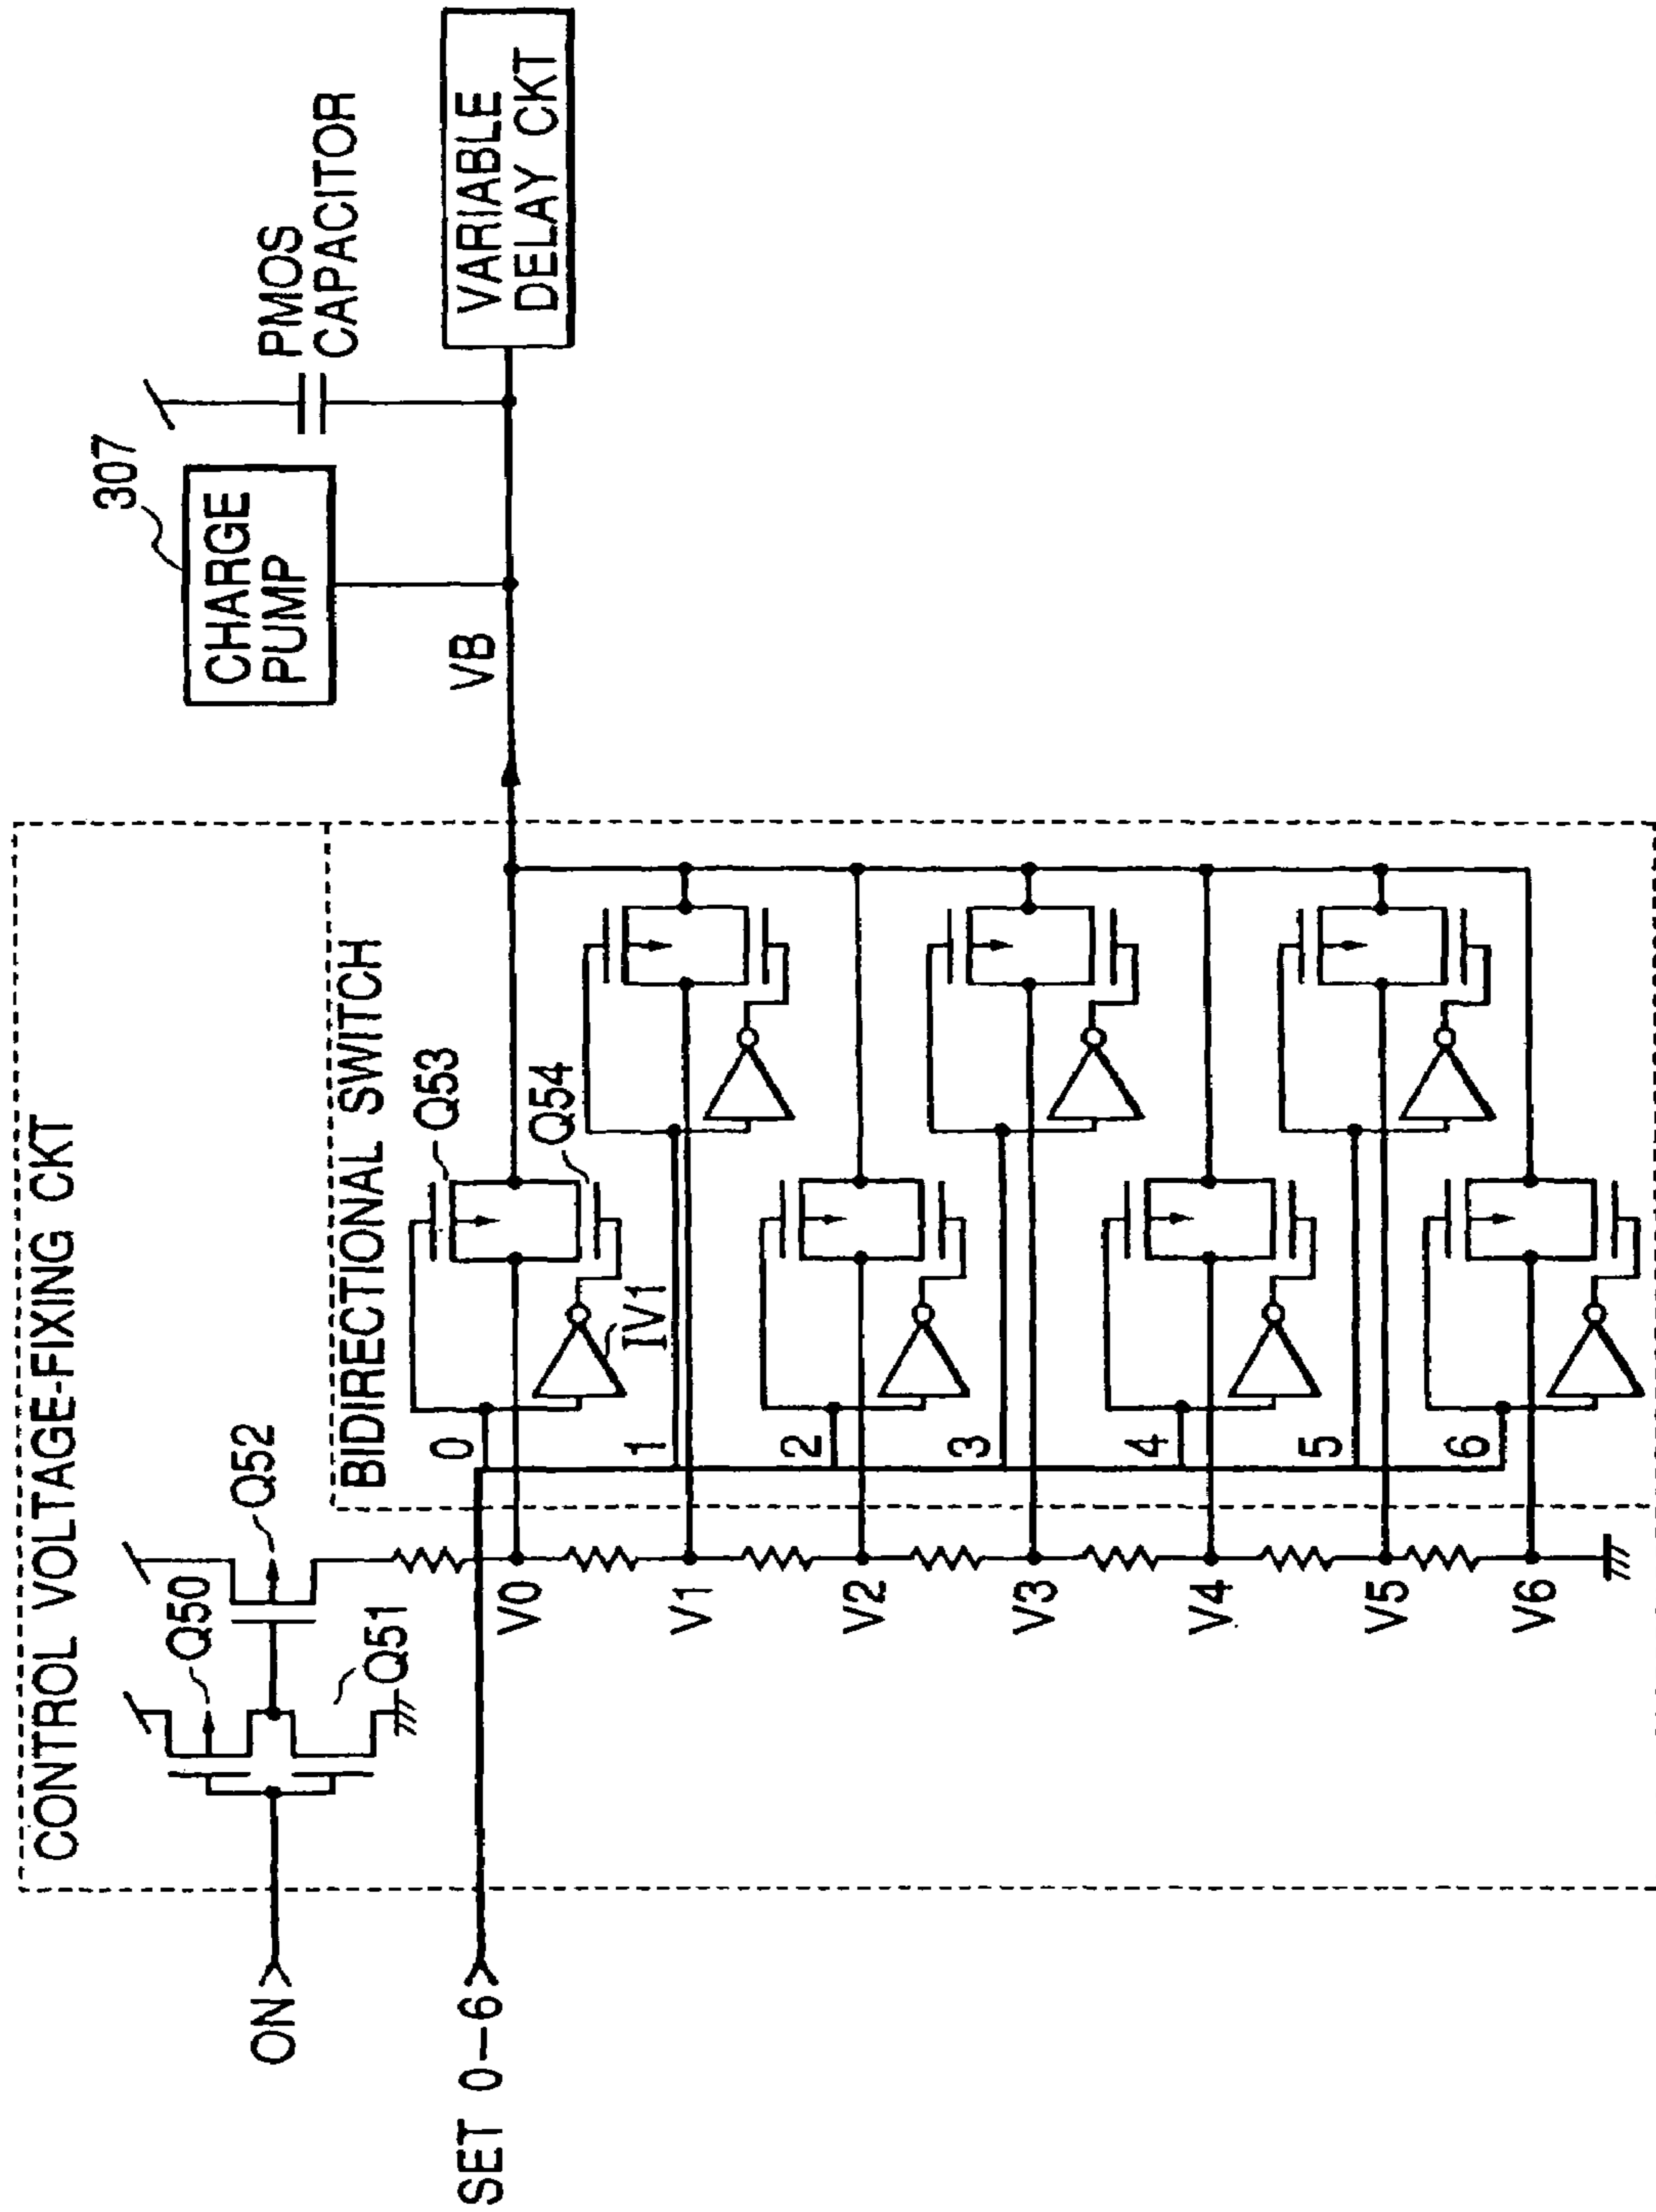 CONTROL VOLTAGE-FIXING CKT
ON
Q50
Q51
Q52
SET 0-6
BIDIRECTIONAL SWITCH
Q53
Q54
IV1
0
1
2
3
4
5
6
V0
V1
V2
V3
V4
V5
V6
VB
307
CHARGE
PUMP
PMOS
CAPACITOR
VARIABLE
DELAY CKT